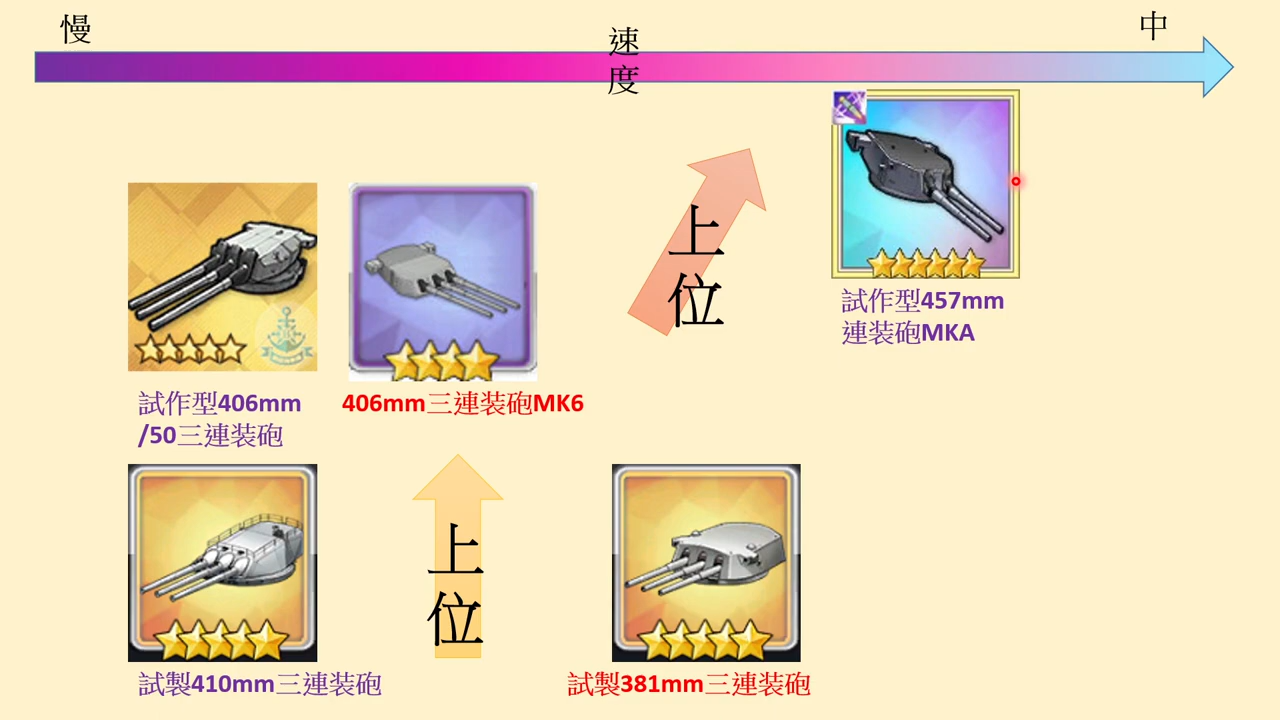 慢
速
度
中
上
位
試作型457mm
連装砲MKA
試作型406mm
/50三連装砲
406mm三連装砲MK6
上
位
試製410mm三連装砲
試製381mm三連装砲